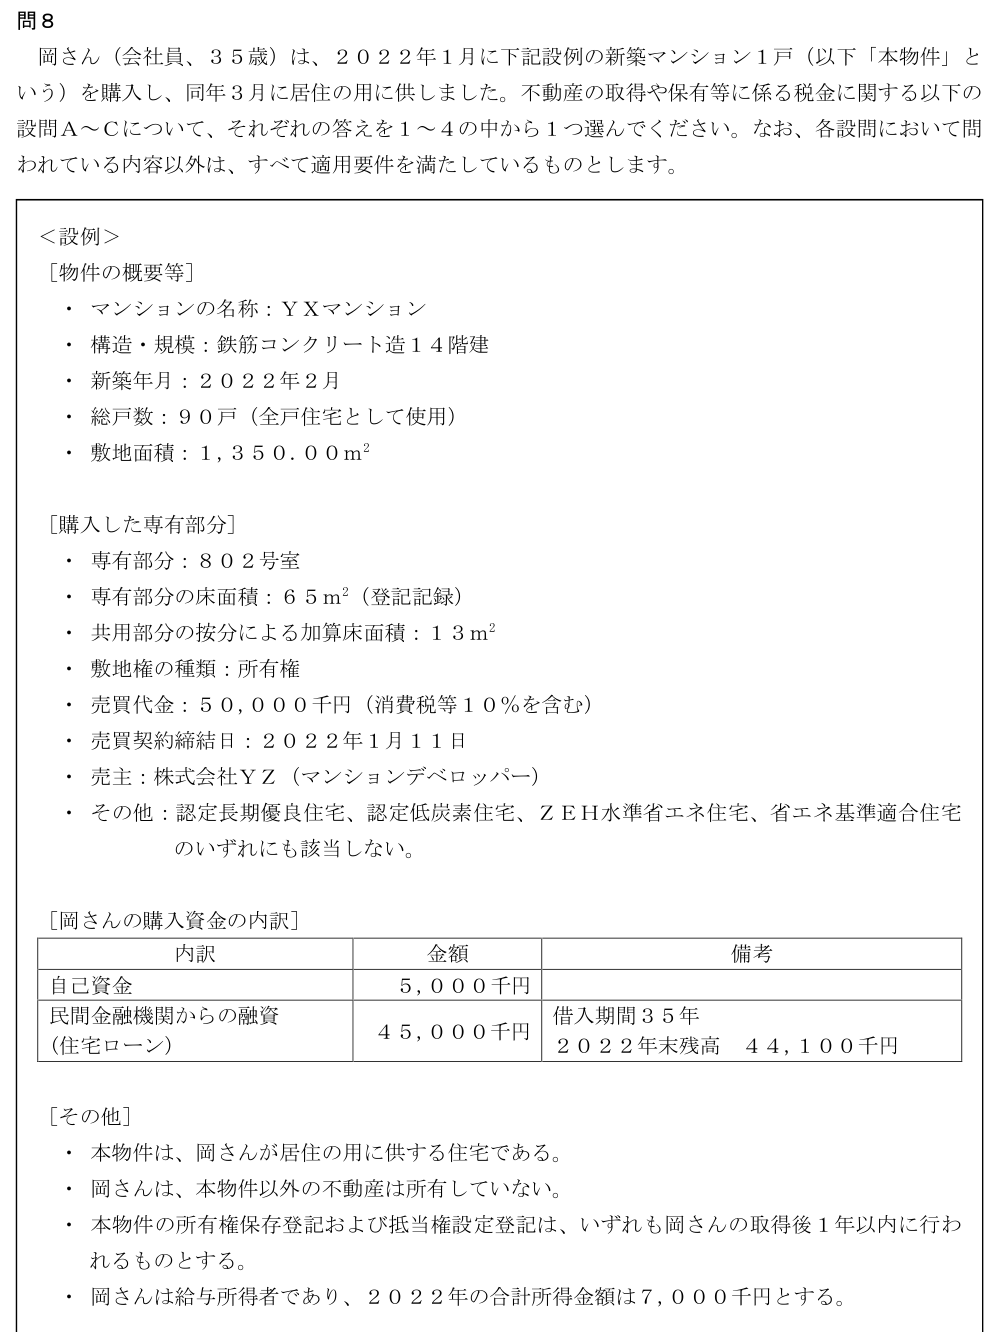 問８
岡さん（会社員、３５歳）は、２０２２年１月に下記設例の新築マンション１戸（以下「本物件」と
いう）を購入し、同年３月に居住の用に供しました。不動産の取得や保有等に係る税金に関する以下の
設問Ａ～Ｃについて、それぞれの答えを１～４の中から１つ選んでください。なお、各設問において問
われている内容以外は、すべて適用要件を満たしているものとします。
＜設例＞
［物件の概要等］
・ マンションの名称：ＹＸマンション
・ 構造・規模：鉄筋コンクリート造１４階建
・ 新築年月：２０２２年２月
・ 総戸数：９０戸（全戸住宅として使用）
・ 敷地面積：１,３５０.００m²
［購入した専有部分］
・ 専有部分：８０２号室
・ 専有部分の床面積：６５m²（登記記録）
・ 共用部分の按分による加算床面積：１３m²
・ 敷地権の種類：所有権
・ 売買代金：５０,０００千円（消費税等１０％を含む）
・ 売買契約締結日：２０２２年１月１１日
・ 売主：株式会社ＹＺ（マンションデベロッパー）
・ その他：認定長期優良住宅、認定低炭素住宅、ＺＥＨ水準省エネ住宅、省エネ基準適合住宅
のいずれにも該当しない。
［岡さんの購入資金の内訳］
内訳 金額 備考
自己資金 ５,０００千円
民間金融機関からの融資
（住宅ローン） ４５,０００千円 借入期間３５年
２０２２年末残高 ４４,１００千円
［その他］
・ 本物件は、岡さんが居住の用に供する住宅である。
・ 岡さんは、本物件以外の不動産は所有していない。
・ 本物件の所有権保存登記および抵当権設定登記は、いずれも岡さんの取得後１年以内に行わ
れるものとする。
・ 岡さんは給与所得者であり、２０２２年の合計所得金額は７,０００千円とする。